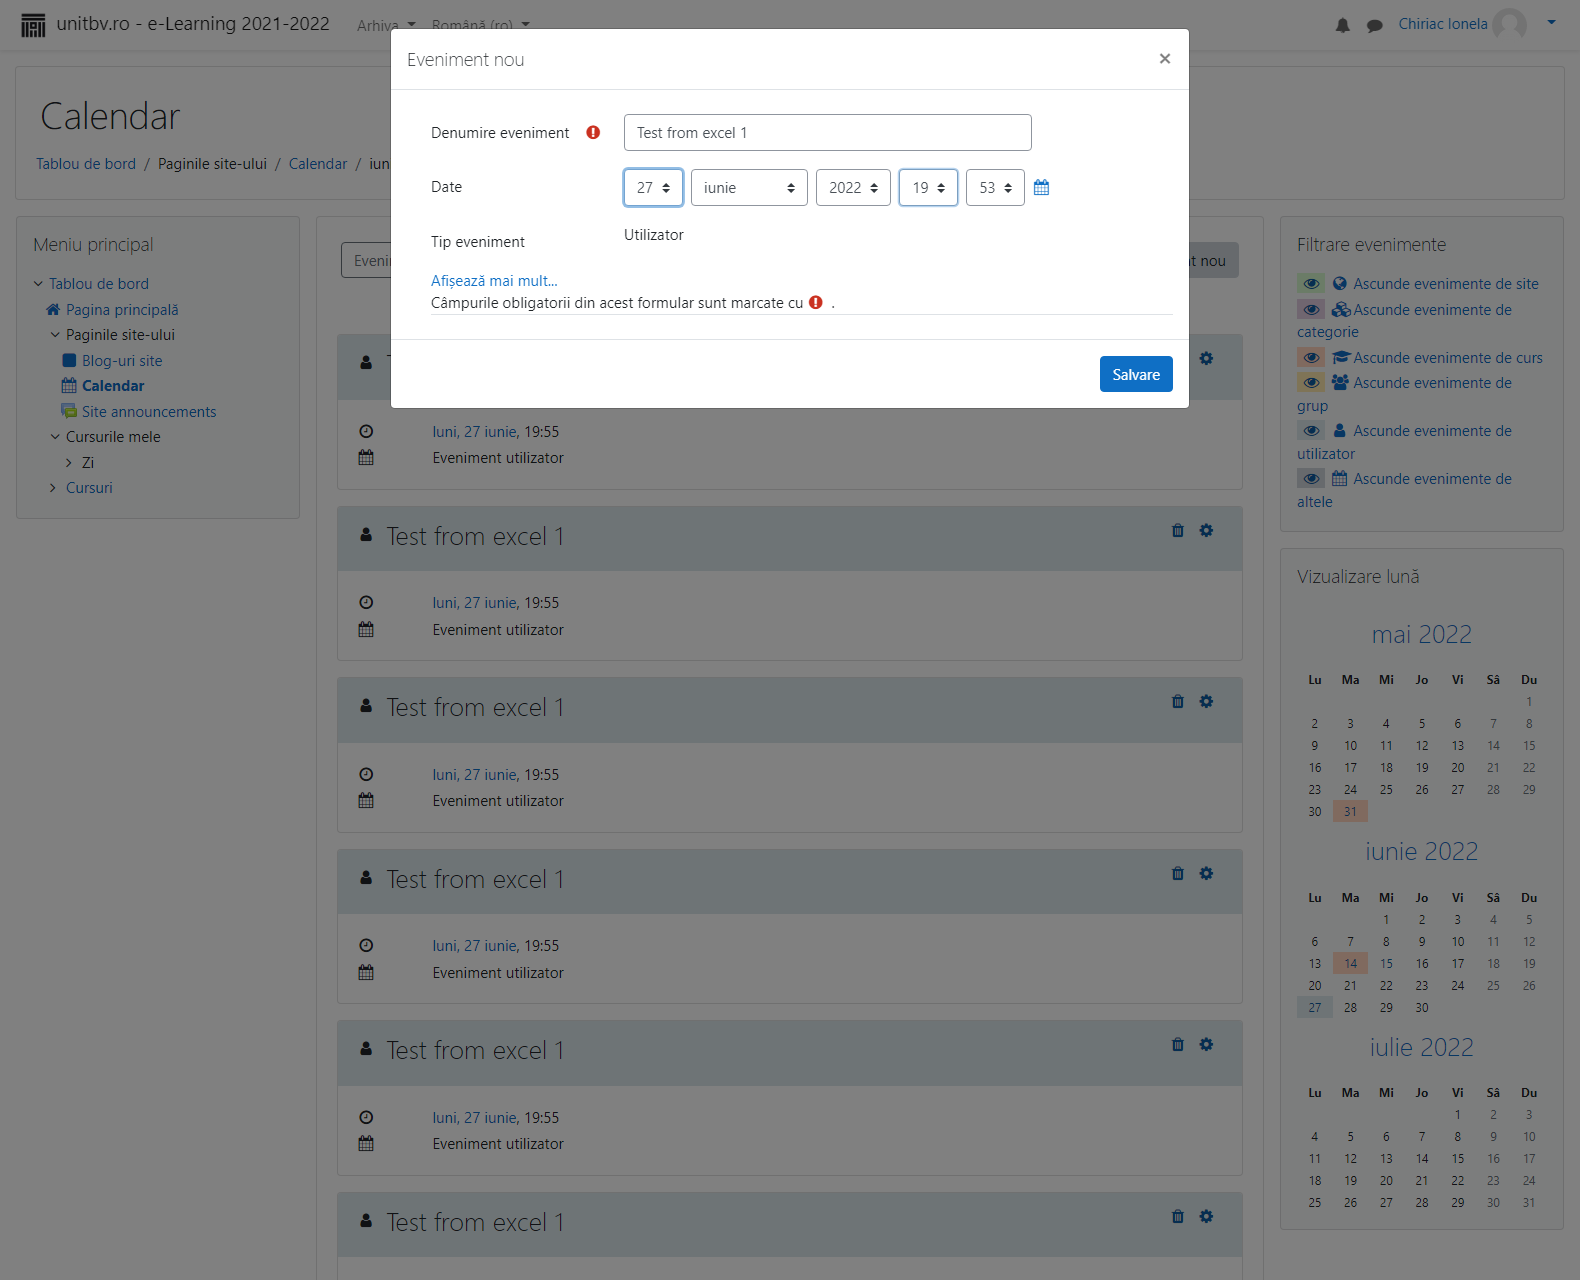 unitbv.ro - e-Learning 2021-2022
Arhiva
Română (ro)
Chiriac Ionela
Calendar
Tablou de bord / Paginile site-ului / Calendar / iun
Eveniment nou
×
Denumire eveniment
Test from excel 1
Date
27 iunie 2022 19 53
Tip eveniment
Utilizator
Afișează mai mult...
Câmpurile obligatorii din acest formular sunt marcate cu .
Salvare
Meniu principal
Tablou de bord
Pagina principală
Paginile site-ului
Blog-uri site
Calendar
Site announcements
Cursurile mele
Zi
Cursuri
nou
luni, 27 iunie, 19:55
Eveniment utilizator
Test from excel 1
luni, 27 iunie, 19:55
Eveniment utilizator
Test from excel 1
luni, 27 iunie, 19:55
Eveniment utilizator
Test from excel 1
luni, 27 iunie, 19:55
Eveniment utilizator
Test from excel 1
luni, 27 iunie, 19:55
Eveniment utilizator
Test from excel 1
Filtrare evenimente
Ascunde evenimente de site
Ascunde evenimente de
categorie
Ascunde evenimente de curs
Ascunde evenimente de
grup
Ascunde evenimente de
utilizator
Ascunde evenimente de
altele
Vizualizare lună
mai 2022
Lu Ma Mi Jo Vi Sâ Du
1
2 3 4 5 6 7 8
9 10 11 12 13 14 15
16 17 18 19 20 21 22
23 24 25 26 27 28 29
30 31
iunie 2022
Lu Ma Mi Jo Vi Sâ Du
1 2 3 4 5
6 7 8 9 10 11 12
13 14 15 16 17 18 19
20 21 22 23 24 25 26
27 28 29 30
iulie 2022
Lu Ma Mi Jo Vi Sâ Du
1 2 3
4 5 6 7 8 9 10
11 12 13 14 15 16 17
18 19 20 21 22 23 24
25 26 27 28 29 30 31